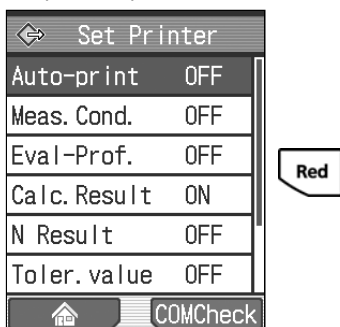 Set Printer
Auto-print OFF
Meas. Cond. OFF
Eval-Prof. OFF
Calc. Result ON
N Result OFF
Toler. value OFF
COMCheck
Red